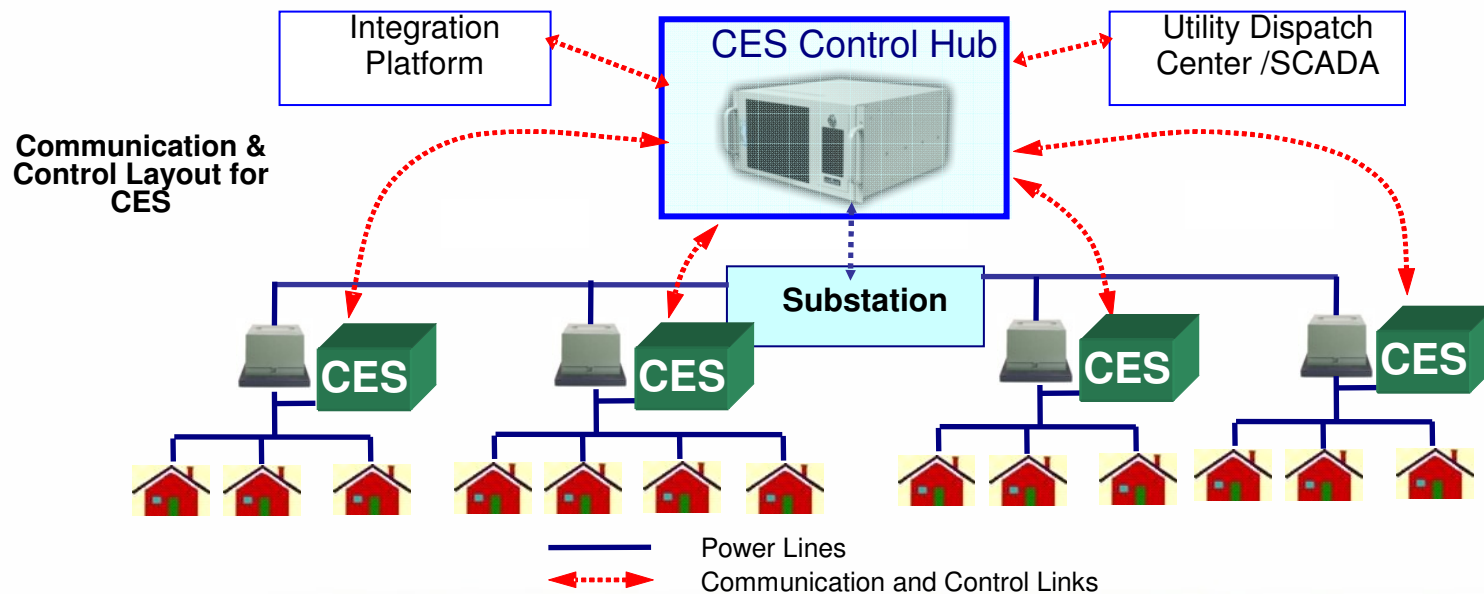 Integration
Platform
CES Control Hub
Utility Dispatch
Center /SCADA
Communication &
Control Layout for
CES
Substation
CES
CES
CES
CES
Power Lines
Communication and Control Links